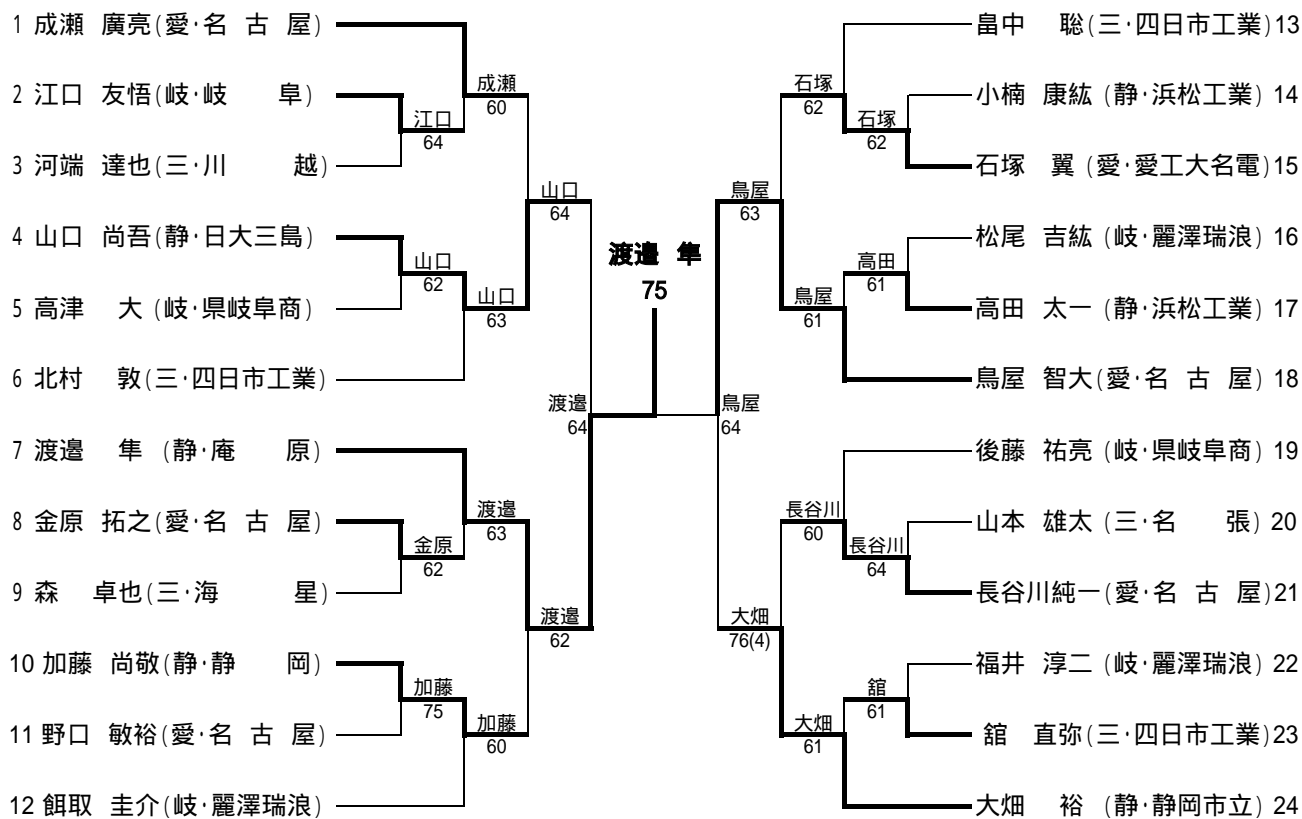 1 成瀬 廣亮(愛・名 古 屋)
2 江口 友悟(岐・岐 阜)
3 河端 達也(三・川 越)
4 山口 尚吾(静・日大三島)
5 高津 大(岐・県岐阜商)
6 北村 敦(三・四日市工業)
7 渡邉 隼(静・庵 原)
8 金原 拓之(愛・名 古 屋)
9 森 卓也(三・海 星)
10 加藤 尚敬(静・静 岡)
11 野口 敏裕(愛・名 古 屋)
12 餌取 圭介(岐・麗澤瑞浪)
江口
64
山口
62
金原
62
加藤
75
成瀬
60
山口
63
渡邉
63
加藤
60
山口
64
渡邉
62
渡邉
64
渡邉 隼
75
鳥屋
64
鳥屋
63
大畑
76(4)
石塚
62
鳥屋
61
長谷川
60
大畑
61
石塚
62
高田
61
長谷川
64
舘
61
畠中 聡(三・四日市工業)13
小楠 康紘(静・浜松工業)14
石塚 翼(愛・愛工大名電)15
松尾 吉紘(岐・麗澤瑞浪)16
高田 太一(静・浜松工業)17
鳥屋 智大(愛・名 古 屋)18
後藤 祐亮(岐・県岐阜商)19
山本 雄太(三・名 張)20
長谷川純一(愛・名 古 屋)21
福井 淳二(岐・麗澤瑞浪)22
舘 直弥(三・四日市工業)23
大畑 裕(静・静岡市立)24